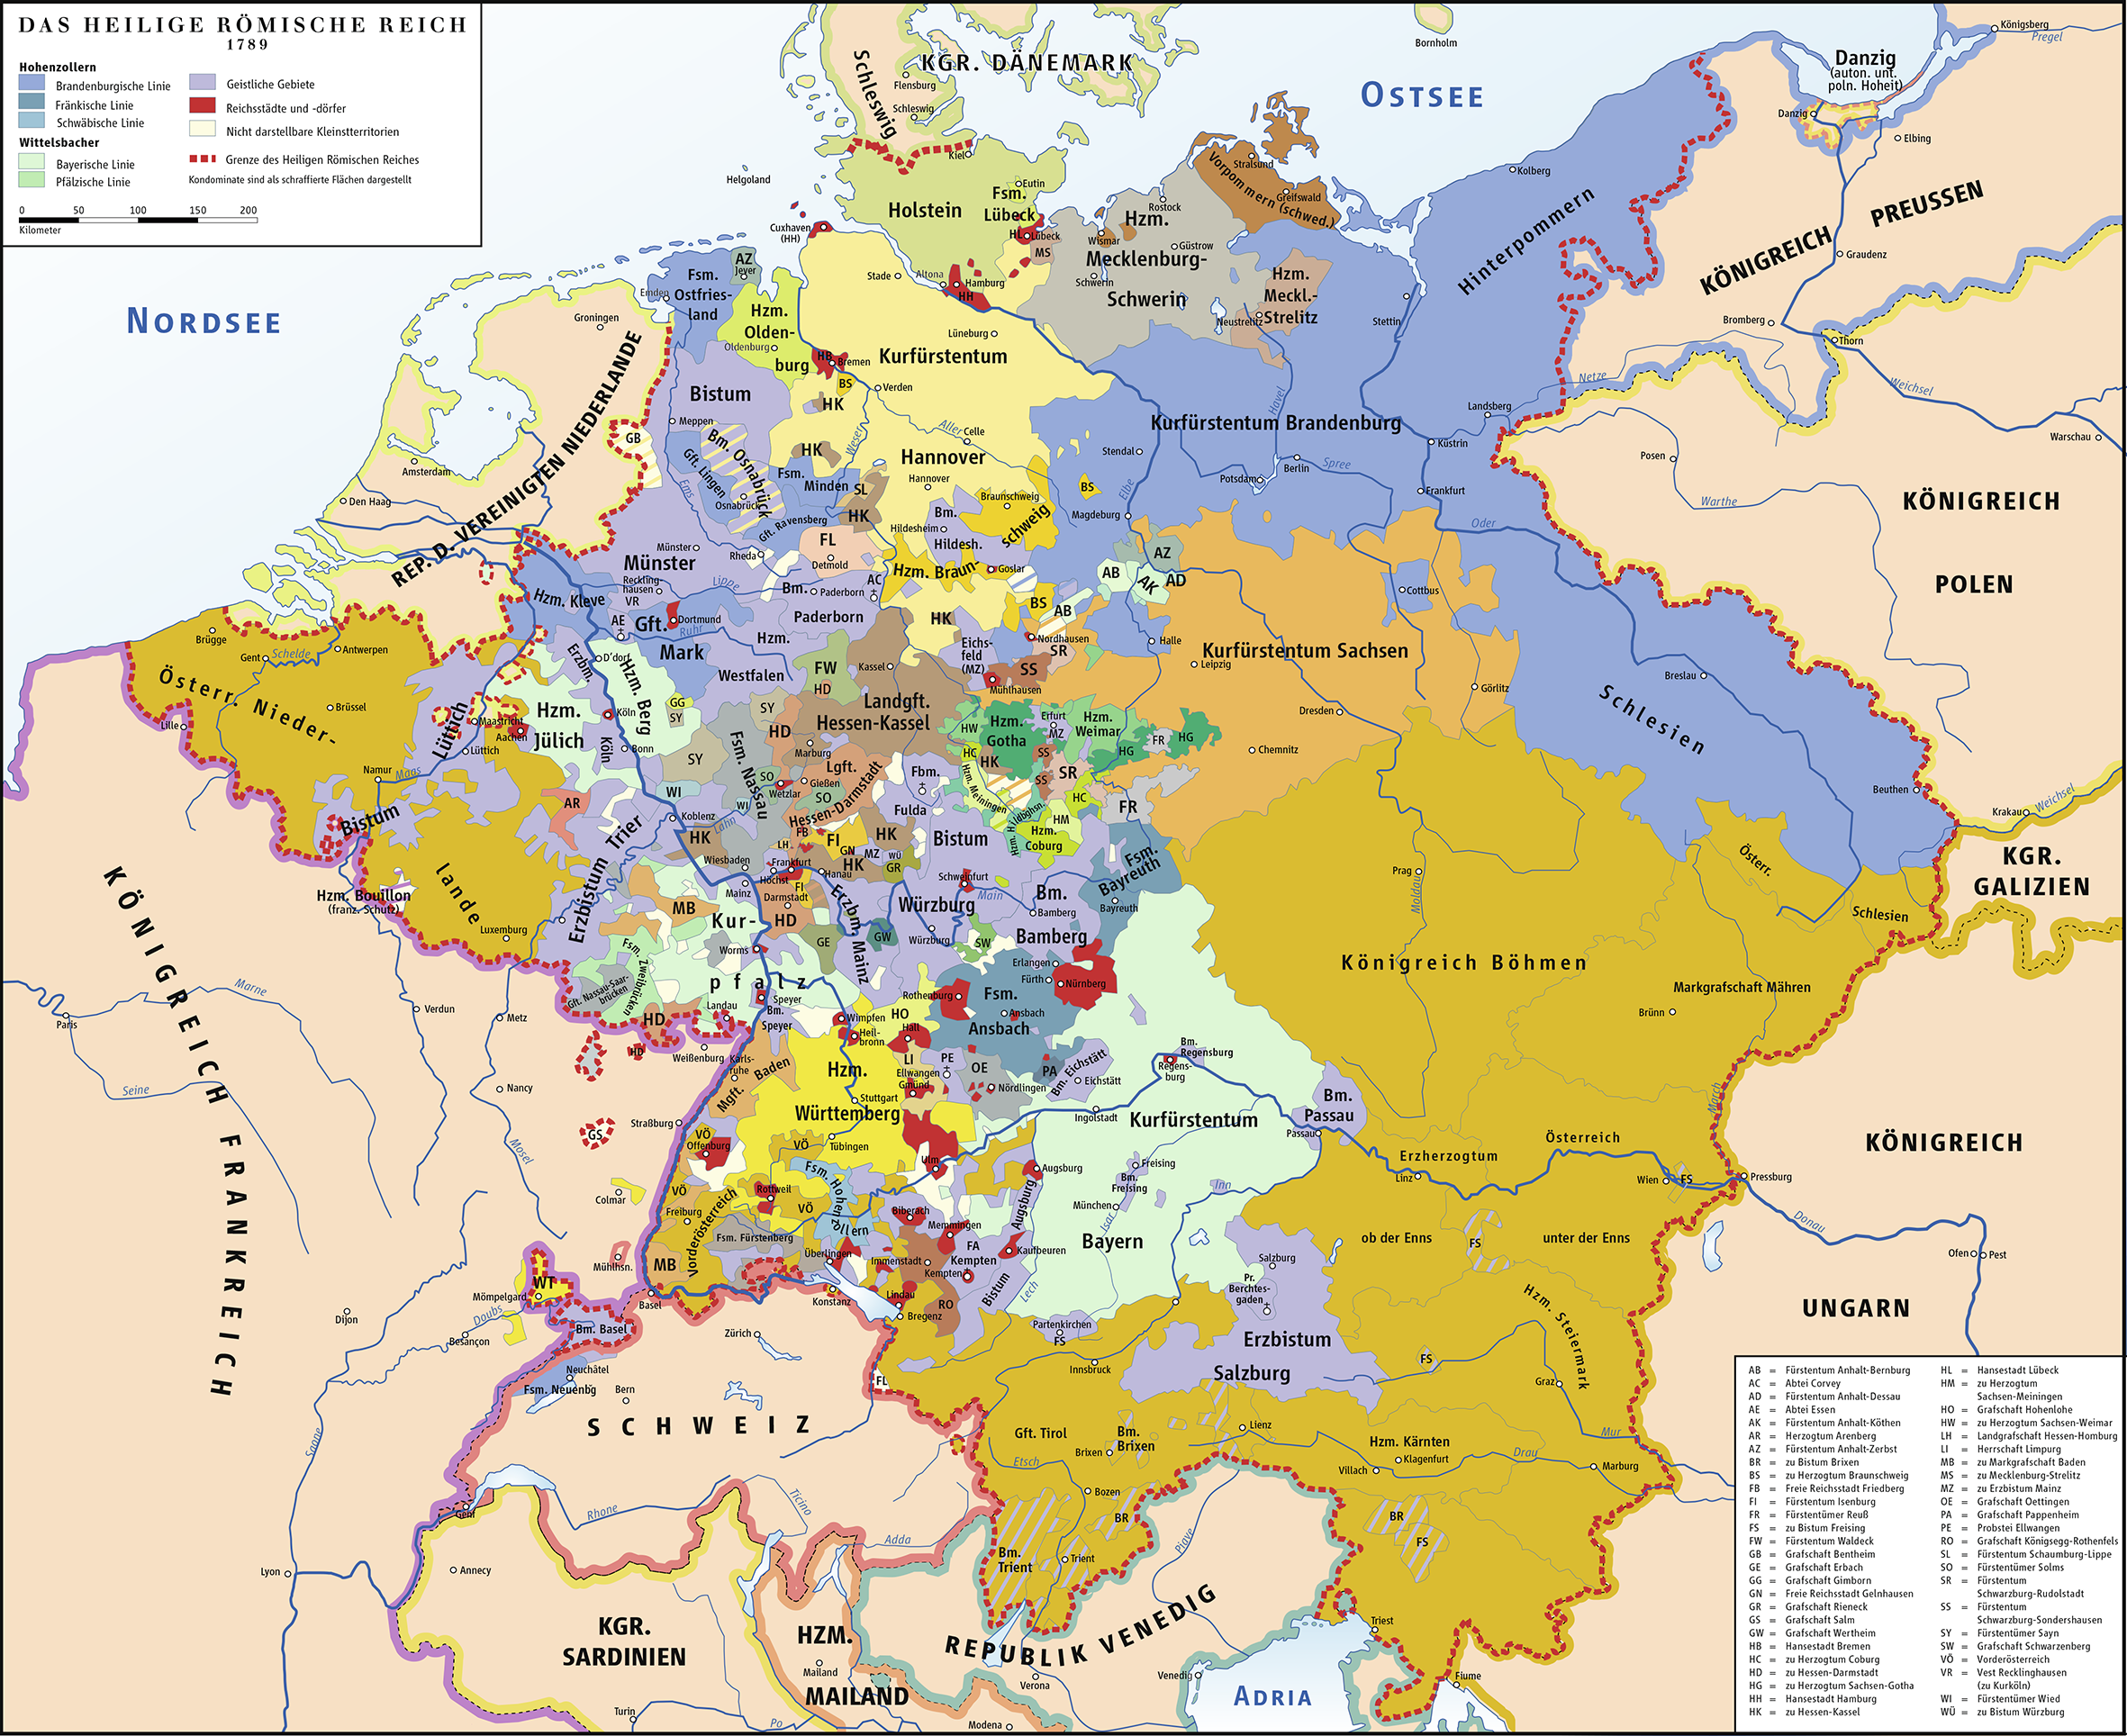 DAS HEILIGE RÖMISCHE REICH
1789
Hohenzollern
Brandenburgische Linie
Fränkische Linie
Schwäbische Linie
Wittelsbacher
Bayerische Linie
Pfälzische Linie
Geistliche Gebiete
Reichsstädte und -dörfer
Nicht darstellbare Kleinstterritorien
Grenze des Heiligen Römischen Reiches
Kondominate sind als schraffierte Flächen dargestellt
0 50 100 150 200
Kilometer
NORDSEE
OSTSEE
ADRIA
KGR. DÄNEMARK
Schleswig
Flensburg
Schleswig
Kiel
Bornholm
Helgoland
Cuxhaven
(HH)
Holstein
Eutin
Fsm.
Lübeck
HL
Lübeck
MS
Stade
Altona
Hamburg
HH
Wismar
Rostock
Hzm.
Mecklenburg-
Schwerin
Güstrow
Schwerin
Stralsund
Greifswald
Vorpommern (schwed.)
Hzm.
Meckl.-
Strelitz
Neustrelitz
Stettin
Hinterpommern
Kolberg
Danzig
(auton. unt.
poln. Hoheit)
Danzig
Königsberg
Pregel
Elbing
KÖNIGREICH
PREUSSEN
Graudenz
Bromberg
Thorn
Netze
Weichsel
Warschau
Landsberg
Posen
Warthe
KÖNIGREICH
POLEN
AZ
Jever
Fsm.
Ostfries-
land
Emden
Groningen
Hzm.
Olden-
burg
Oldenburg
HB
Bremen
BS
HK
Verden
Lüneburg
Kurfürstentum
Hannover
Hannover
Aller
Celle
Weser
Bistum
Münster
Meppen
GB
Bm. Osnabrück
Gft. Lingen
Ems
Osnabrück
Fsm.
Minden
HK
SL
HK
Gft. Ravensberg
Rheda
FL
Detmold
Münster
Reckling-
hausen
VR
Lippe
Bm.
Paderborn
Paderborn
AC
Bm.
Hildesh.
Hildesheim
Braunschweig
Hzm. Braun-
schweig
Goslar
BS
BS
AB
Stendal
Magdeburg
Elbe
Havel
Kurfürstentum Brandenburg
Potsdam
Berlin
Spree
Küstrin
Frankfurt
Oder
Cottbus
AZ
AB
AK
AD
Halle
Leipzig
Kurfürstentum Sachsen
Dresden
Görlitz
Chemnitz
Schlesien
Breslau
Beuthen
Krakau
Weichsel
KGR.
GALIZIEN
Österr.
Schlesien
REP. D. VEREINIGTEN NIEDERLANDE
Amsterdam
Den Haag
Hzm. Kleve
AE
Gft.
Mark
Dortmund
Ruhr
Hzm.
Westfalen
D'dorf
Erzbm.
Köln
Hzm. Berg
Köln
Bonn
Hzm.
Jülich
GG
SY
SY
SY
FW
HD
HD
HK
Kassel
Landgft.
Hessen-Kassel
Eichs-
feld
(MZ)
Nordhausen
SR
SS
Mühlhausen
Hzm.
Gotha
HW
HC
HK
Erfurt
MZ
Hzm.
Weimar
SS
SS
SR
HG
FR
HG
HC
FR
Hzm. Meiningen
Hzm. Hildbghsn.
HM
Hzm.
Coburg
Brügge
Gent
Schelde
Antwerpen
Österr. Nieder-
lande
Brüssel
Lille
Namur
Maas
Lüttich
Lüttich
Maastricht
Aachen
Bistum
Hzm. Bouillon
(franz. Schutz)
Luxemburg
AR
Erzbistum Trier
Koblenz
WI
WI
Fsm. Nassau
SO
Wetzlar
Marburg
Gießen
Lgft.
Hessen-Darmstadt
SO
Lahn
HK
Wiesbaden
Mainz
LH
FB
FI
GN
HK
HK
MZ
WÜ
GR
Frankfurt
Höchst
Hanau
FI
Fbm.
Fulda
Bistum
Würzburg
Schweinfurt
Main
Würzburg
Darmstadt
HD
MB
Kur-
pfalz
Worms
GE
GW
Erzbm. Mainz
Fsm. Zweibrücken
Gft. Nassau-Saar-
brücken
HD
HD
Landau
Speyer
Bm.
Speyer
Weißenburg
Bm.
Bamberg
Bamberg
Fsm.
Bayreuth
Bayreuth
SW
Erlangen
Fürth
Nürnberg
Fsm.
Ansbach
Ansbach
Rothenburg
HO
Hall
Wimpfen
Heil-
bronn
LI
PE
Ellwangen
Gmünd
OE
Nördlingen
PA
Bm. Eichstätt
Eichstätt
Bm.
Regensburg
Regens-
burg
Ingolstadt
Kurfürstentum
Bayern
Bm.
Passau
Passau
Karls-
ruhe
Mgft. Baden
Hzm.
Württemberg
Stuttgart
Tübingen
VÖ
VÖ
VÖ
VÖ
Offenburg
Straßburg
Freiburg
Vorderösterreich
Rottweil
Fsm. Hohenzollern
Fsm. Fürstenberg
MB
Basel
Konstanz
Überlingen
Ulm
Biberach
Memmingen
FA
Kempten
Kempten
Kaufbeuren
Immenstadt
RO
Lindau
Bregenz
Bistum
Augsburg
Augsburg
Lech
Freising
Bm.
Freising
München
Isar
Inn
Partenkirchen
FS
Innsbruck
Salzburg
Pr.
Berchtes-
gaden
Erzbistum
Salzburg
Königreich Böhmen
Prag
Moldau
Markgrafschaft Mähren
Brünn
March
Erzherzogtum
Österreich
Linz
ob der Enns
unter der Enns
Wien
FS
FS
FS
Pressburg
Donau
Ofen
Pest
KÖNIGREICH
UNGARN
Hzm. Steiermark
Graz
Mur
Marburg
Drau
Hzm. Kärnten
Klagenfurt
Villach
Lienz
Gft. Tirol
Bm.
Brixen
Brixen
Etsch
Bozen
BR
Bm.
Trient
Trient
BR
FS
Triest
Fiume
Piave
Venedig
Verona
REPUBLIK VENEDIG
Modena
HZM.
MAILAND
Mailand
Adda
Ticino
Po
Turin
KGR.
SARDINIEN
Annecy
Lyon
Rhone
Genf
SCHWEIZ
Bern
Zürich
FL
Neuchâtel
Fsm. Neuenbg
Bm. Basel
WT
Mömpelgard
Doubs
Besançon
Mühlhsn.
Colmar
GS
Dijon
Saone
KÖNIGREICH FRANKREICH
Paris
Marne
Seine
Verdun
Metz
Nancy
Mosel
AB = Fürstentum Anhalt-Bernburg
AC = Abtei Corvey
AD = Fürstentum Anhalt-Dessau
AE = Abtei Essen
AK = Fürstentum Anhalt-Köthen
AR = Herzogtum Arenberg
AZ = Fürstentum Anhalt-Zerbst
BR = zu Bistum Brixen
BS = zu Herzogtum Braunschweig
FB = Freie Reichsstadt Friedberg
FI = Fürstentum Isenburg
FR = Fürstentümer Reuß
FS = zu Bistum Freising
FW = Fürstentum Waldeck
GB = Grafschaft Bentheim
GE = Grafschaft Erbach
GG = Grafschaft Gimborn
GN = Freie Reichsstadt Gelnhausen
GR = Grafschaft Rieneck
GS = Grafschaft Salm
GW = Grafschaft Wertheim
HB = Hansestadt Bremen
HC = zu Herzogtum Coburg
HD = zu Hessen-Darmstadt
HG = zu Herzogtum Sachsen-Gotha
HH = Hansestadt Hamburg
HK = zu Hessen-Kassel
HL = Hansestadt Lübeck
HM = zu Herzogtum
Sachsen-Meiningen
HO = Grafschaft Hohenlohe
HW = zu Herzogtum Sachsen-Weimar
LH = Landgrafschaft Hessen-Homburg
LI = Herrschaft Limpurg
MB = zu Markgrafschaft Baden
MS = zu Mecklenburg-Strelitz
MZ = zu Erzbistum Mainz
OE = Grafschaft Oettingen
PA = Grafschaft Pappenheim
PE = Probstei Ellwangen
RO = Grafschaft Königsegg-Rothenfels
SL = Fürstentum Schaumburg-Lippe
SO = Fürstentümer Solms
SR = Fürstentum
Schwarzburg-Rudolstadt
SS = Fürstentum
Schwarzburg-Sondershausen
SY = Fürstentümer Sayn
SW = Grafschaft Schwarzenberg
VÖ = Vorderösterreich
VR = Vest Recklinghausen
(zu Kurköln)
WI = Fürstentümer Wied
WÜ = zu Bistum Würzburg